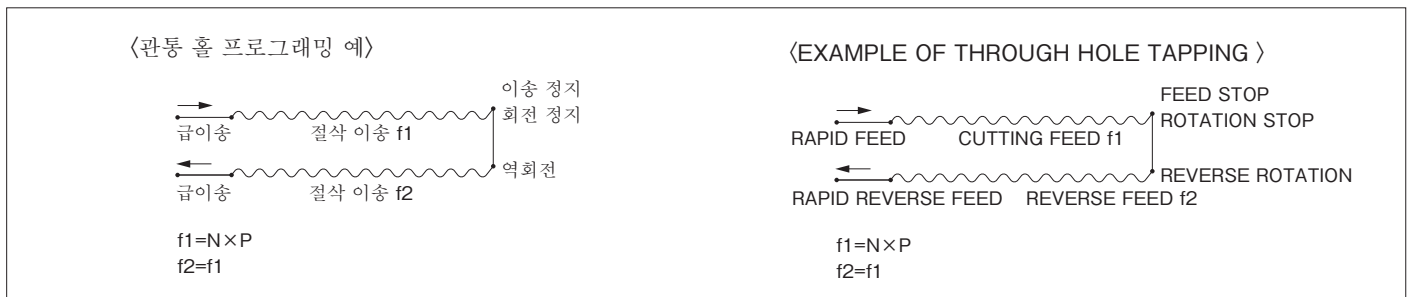 〈관통 홀 프로그래밍 예〉
이송 정지
회전 정지
급이송
절삭 이송 f1
역회전
급이송
절삭 이송 f2
f1=N×P
f2=f1
〈EXAMPLE OF THROUGH HOLE TAPPING 〉
FEED STOP
ROTATION STOP
RAPID FEED
CUTTING FEED f1
REVERSE ROTATION
RAPID REVERSE FEED
REVERSE FEED f2
f1=N×P
f2=f1